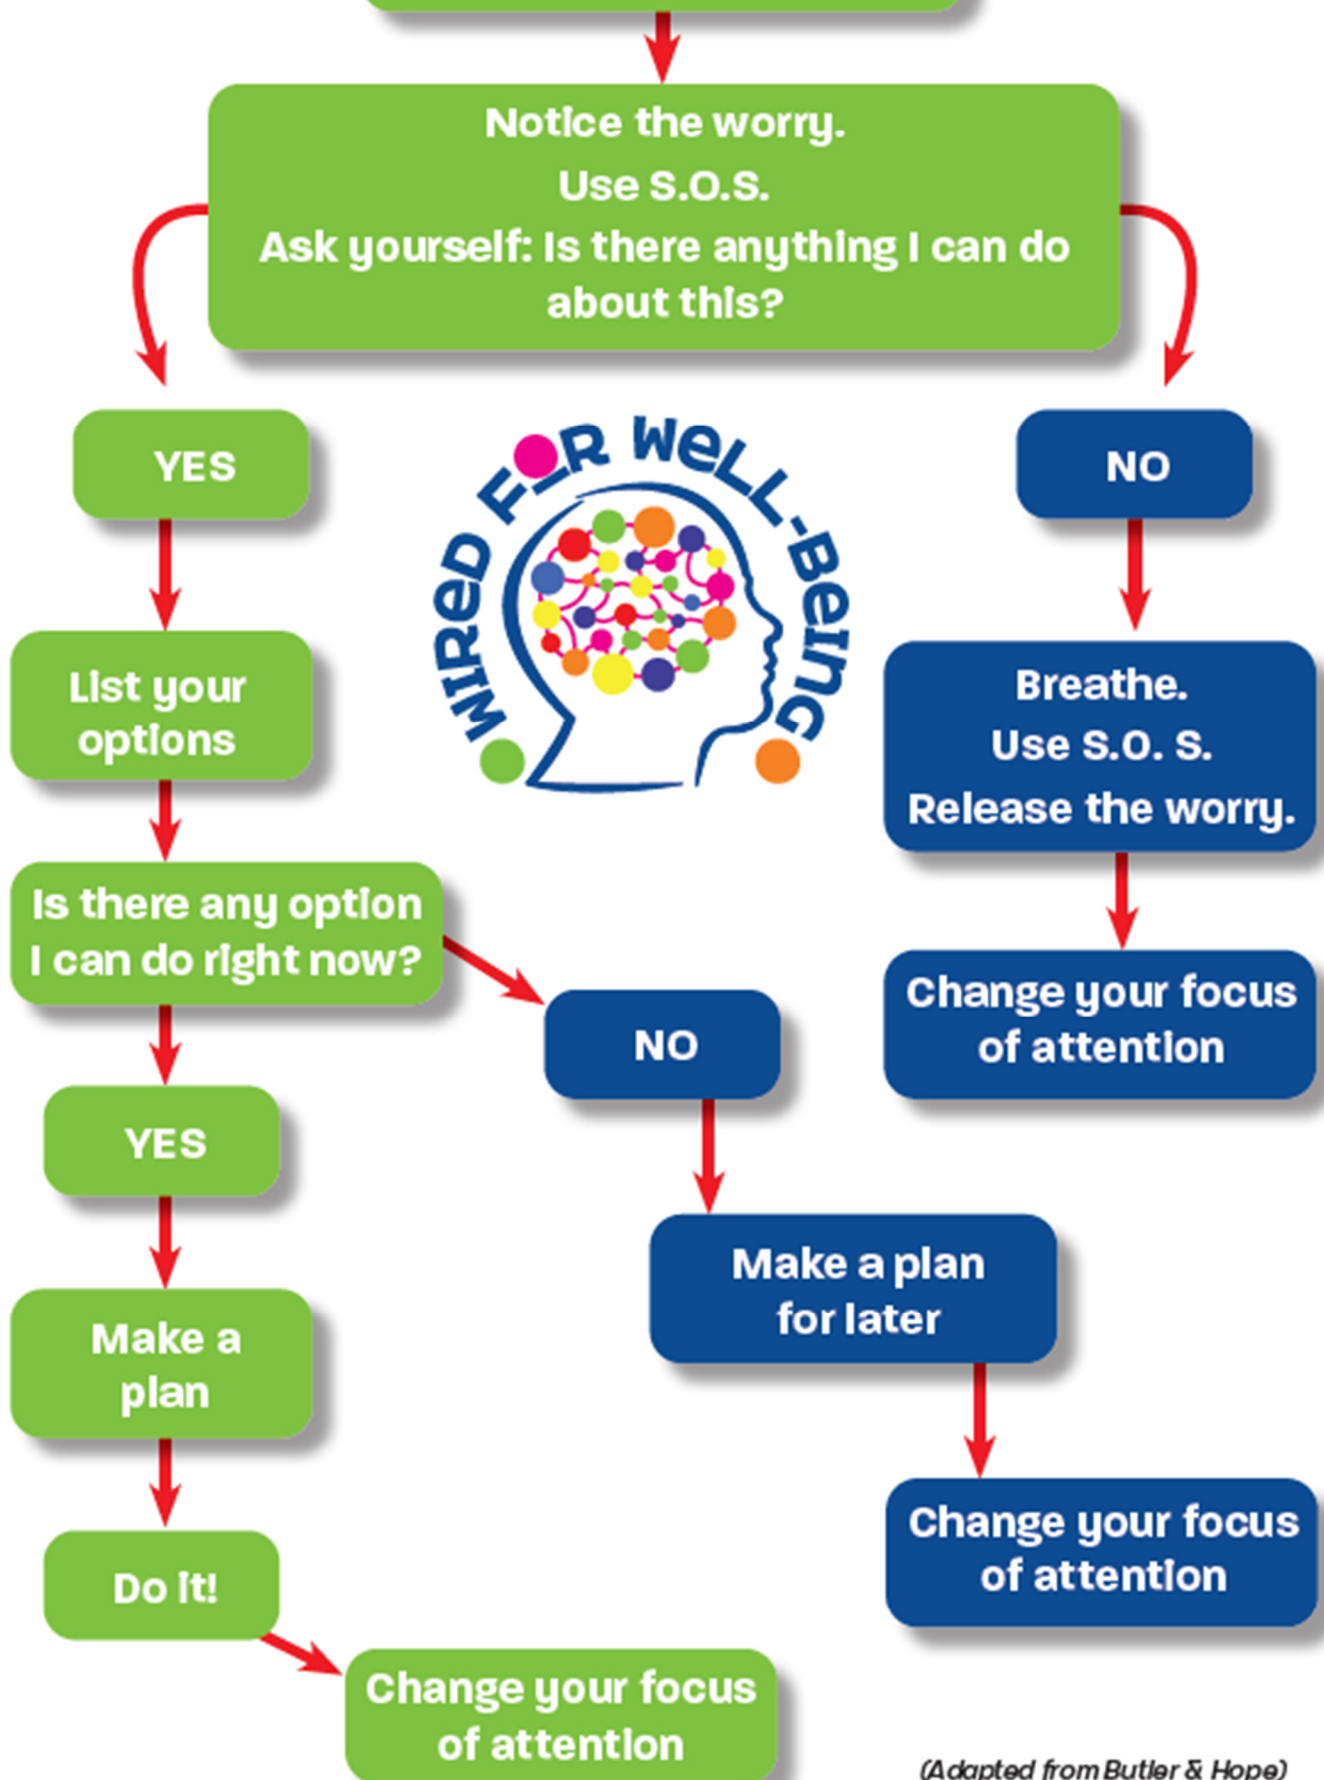 Notice the worry.
Use S.O.S.
Ask yourself: Is there anything I can do
about this?
YES
NO
WIRED FOR WELL-BEING
List your
options
Breathe.
Use S.O. S.
Release the worry.
Is there any option
I can do right now?
NO
Change your focus
of attention
YES
Make a plan
for later
Make a
plan
Change your focus
of attention
Do it!
Change your focus
of attention
(Adapted from Butler & Hope)